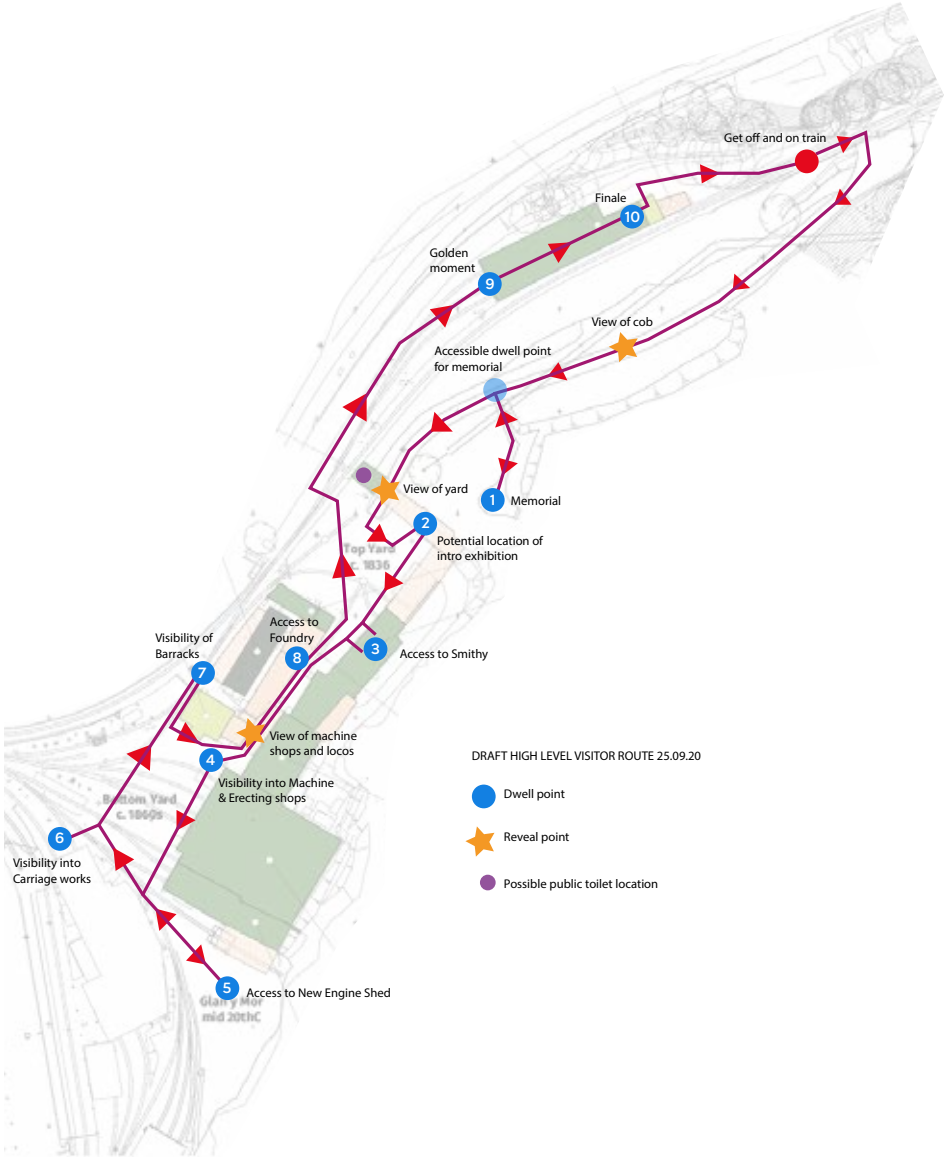 Get off and on train
Finale
10
Golden
moment
9
View of cob
Accessible dwell point
for memorial
View of yard
1
Memorial
2
Potential location of
intro exhibition
Top Yard
c. 1836
Access to
Foundry
8
3
Access to Smithy
Visibility of
Barracks
7
View of machine
shops and locos
4
Visibility into Machine
& Erecting shops
Bottom Yard
c. 1860s
6
Visibility into
Carriage works
5
Access to New Engine Shed
Glan y Mor
mid 20thC
DRAFT HIGH LEVEL VISITOR ROUTE 25.09.20
Dwell point
Reveal point
Possible public toilet location